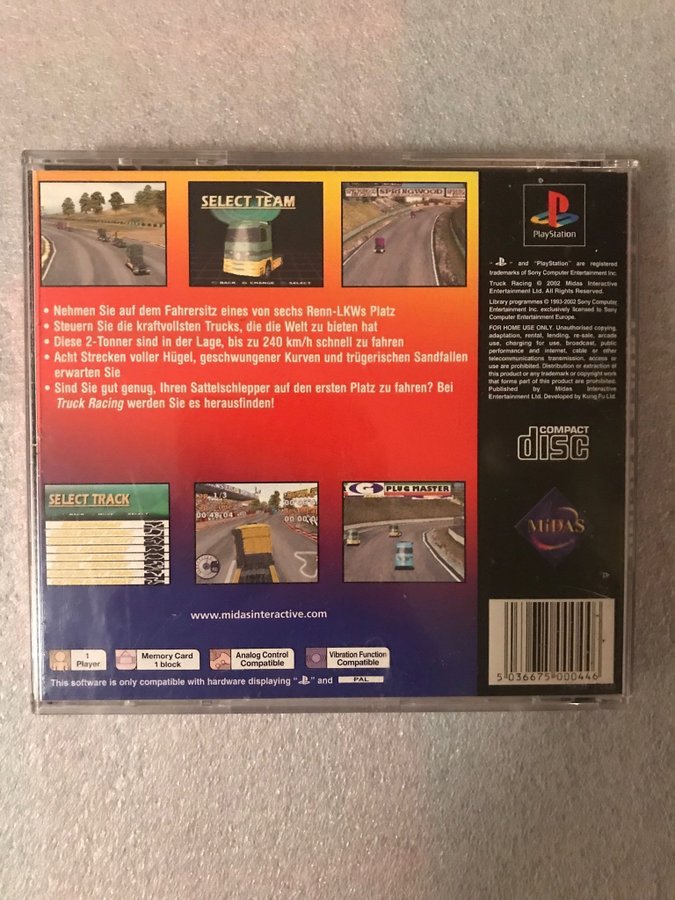 SELECT TEAM
BACK & CHANGE SELECT
SPRINGWOOD
PlayStation
• Nehmen Sie auf dem Fahrersitz eines von sechs Renn-LKWs Platz
• Steuern Sie die kraftvollsten Trucks, die die Welt zu bieten hat
• Diese 2-Tonner sind in der Lage, bis zu 240 km/h schnell zu fahren
• Acht Strecken voller Hügel, geschwungener Kurven und trügerischen Sandfallen
erwarten Sie
• Sind Sie gut genug, Ihren Sattelschlepper auf den ersten Platz zu fahren? Bei
Truck Racing werden Sie es herausfinden!
" " and "PlayStation" are registered
trademarks of Sony Computer Entertainment Inc.
Truck Racing © 2002 Midas Interactive
Entertainment Ltd. All Rights Reserved.
Library programmes © 1993-2002 Sony Computer
Entertainment Inc. exclusively licensed to Sony
Computer Entertainment Europe.
FOR HOME USE ONLY. Unauthorised copying,
adaptation, rental, lending, re-sale, arcade
use, charging for use, broadcast, public
performance and internet, cable or other
telecommunications transmission, access or
use are prohibited. Distribution or extraction of
this product or any trademark or copyright work
that forms part of this product are prohibited.
Published by Midas Interactive
Entertainment Ltd. Developed by Kung Fu Ltd.
COMPACT
disc
MiDAS
SELECT TRACK
1/3
00:46:04
PLUG MASTER
www.midasinteractive.com
1
Player
Memory Card
1 block
Analog Control
Compatible
Vibration Function
Compatible
This software is only compatible with hardware displaying " " and PAL
5 036675 000446